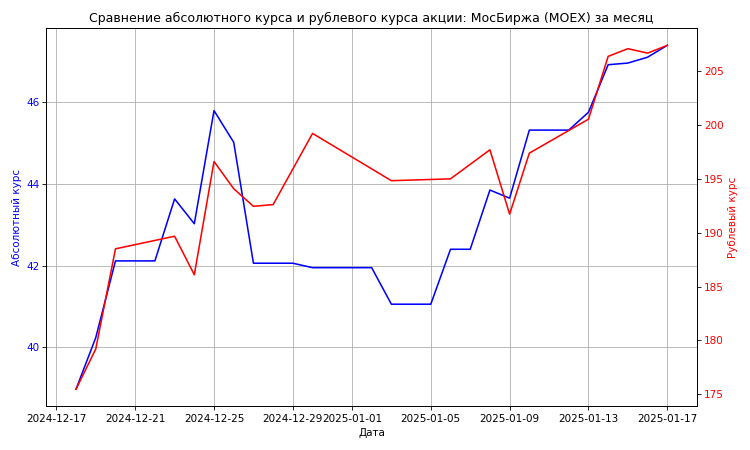 Сравнение абсолютного курса и рублевого курса акции: МосБиржа (MOEX) за месяц
Абсолютный курс
46
44
42
40
Рублевый курс
205
200
195
190
185
180
175
2024-12-17 2024-12-21 2024-12-25 2024-12-29 2025-01-01 2025-01-05 2025-01-09 2025-01-13 2025-01-17
Дата